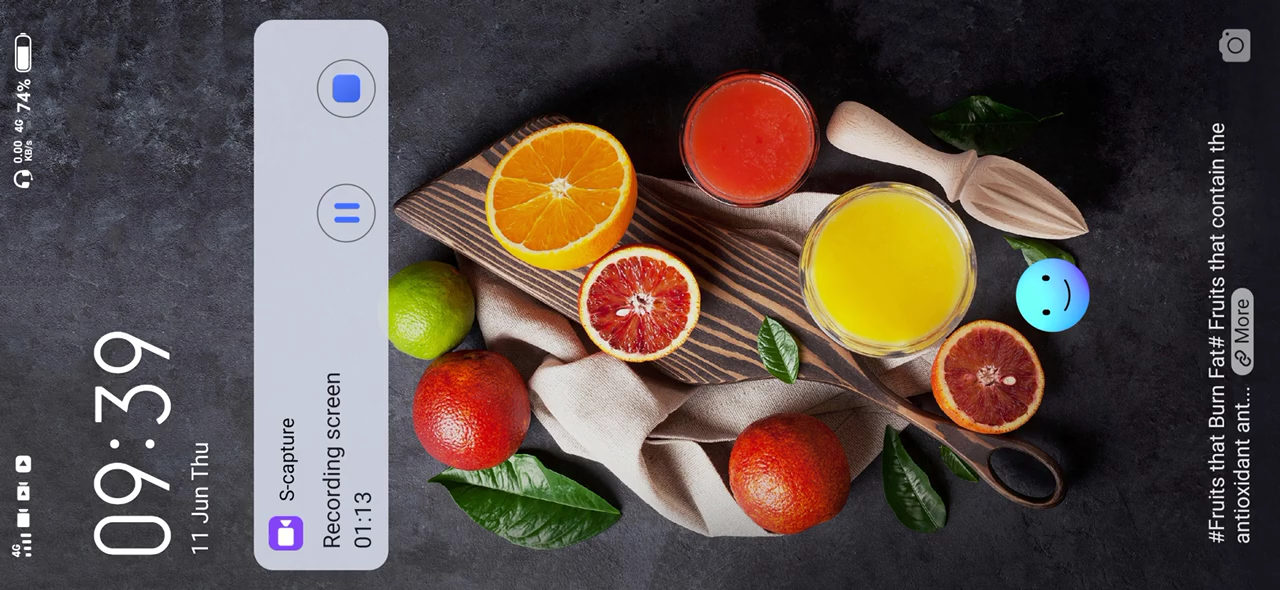 4G
0.00 KB/s 4G 74%
09:39
11 Jun Thu
S-capture
Recording screen
01:13
#Fruits that Burn Fat# Fruits that contain the
antioxidant ant... More